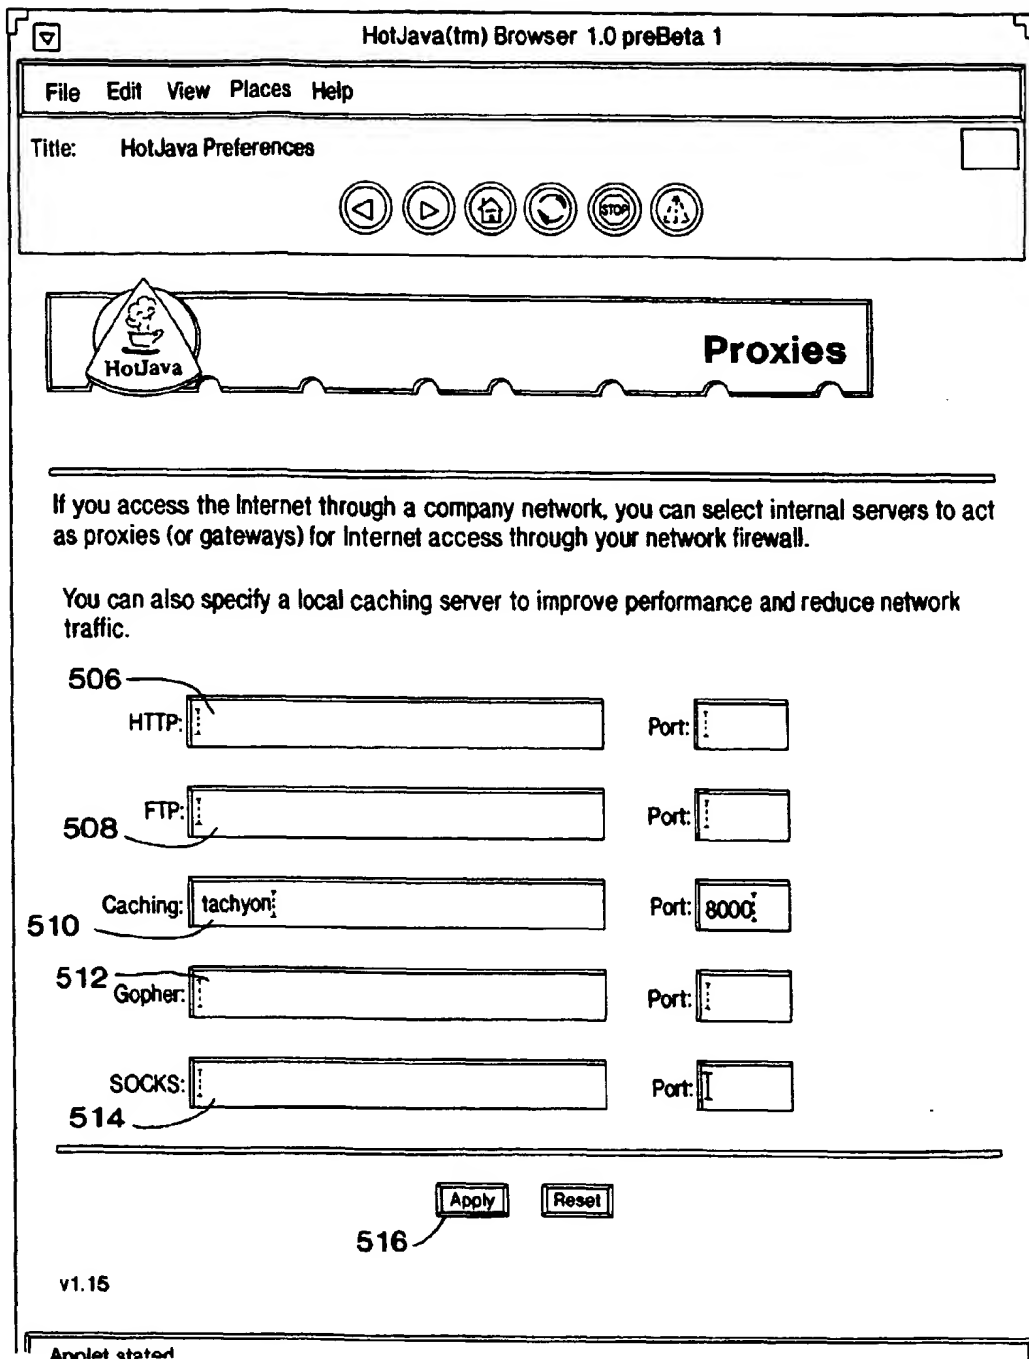 HotJava(tm) Browser 1.0 preBeta 1
File Edit View Places Help
Title: HotJava Preferences
STOP
HotJava
Proxies
If you access the Internet through a company network, you can select internal servers to act
as proxies (or gateways) for Internet access through your network firewall.
You can also specify a local caching server to improve performance and reduce network
traffic.
506
HTTP: Port:
FTP: Port:
508
Caching: tachyon Port: 8000
510
512
Gopher: Port:
SOCKS: Port:
514
Apply Reset
516
v1.15
Applet stated